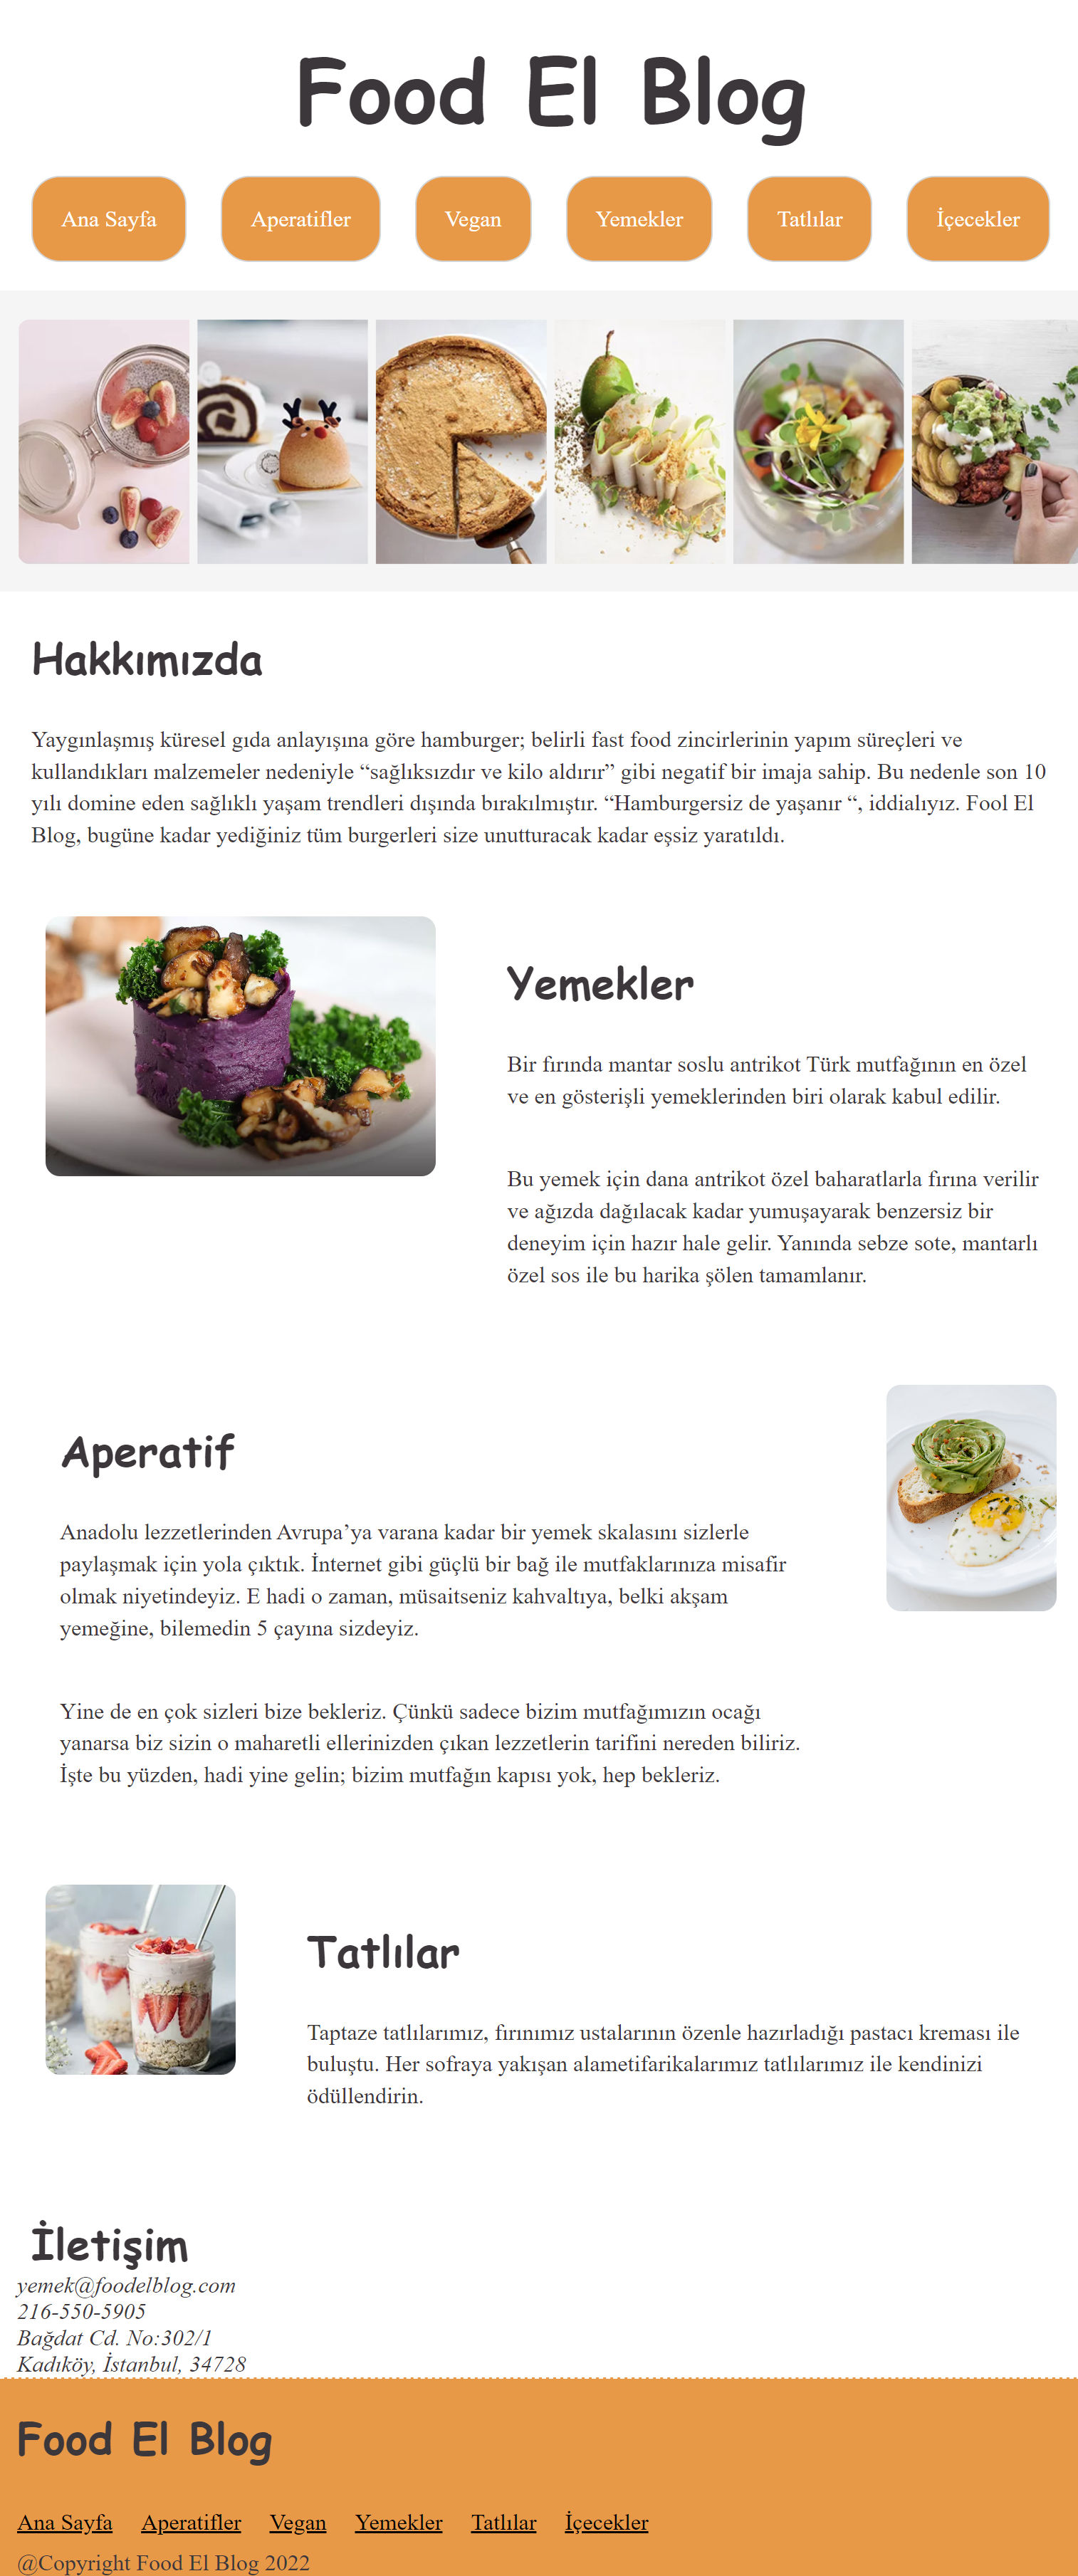 Food El Blog
Ana Sayfa
Aperatifler
Vegan
Yemekler
Tatlılar
İçecekler
Hakkımızda
Yaygınlaşmış küresel gıda anlayışına göre hamburger; belirli fast food zincirlerinin yapım süreçleri ve
kullandıkları malzemeler nedeniyle “sağlıksızdır ve kilo aldırır” gibi negatif bir imaja sahip. Bu nedenle son 10
yılı domine eden sağlıklı yaşam trendleri dışında bırakılmıştır. “Hamburgersiz de yaşanır “, iddialıyız. Fool El
Blog, bugüne kadar yediğiniz tüm burgerleri size unutturacak kadar eşsiz yaratıldı.
Yemekler
Bir fırında mantar soslu antrikot Türk mutfağının en özel
ve en gösterişli yemeklerinden biri olarak kabul edilir.
Bu yemek için dana antrikot özel baharatlarla fırına verilir
ve ağızda dağılacak kadar yumuşayarak benzersiz bir
deneyim için hazır hale gelir. Yanında sebze sote, mantarlı
özel sos ile bu harika şölen tamamlanır.
Aperatif
Anadolu lezzetlerinden Avrupa’ya varana kadar bir yemek skalasını sizlerle
paylaşmak için yola çıktık. İnternet gibi güçlü bir bağ ile mutfaklarınıza misafir
olmak niyetindeyiz. E hadi o zaman, müsaitseniz kahvaltıya, belki akşam
yemeğine, bilemedin 5 çayına sizdeyiz.
Yine de en çok sizleri bize bekleriz. Çünkü sadece bizim mutfağımızın ocağı
yanarsa biz sizin o maharetli ellerinizden çıkan lezzetlerin tarifini nereden biliriz.
İşte bu yüzden, hadi yine gelin; bizim mutfağın kapısı yok, hep bekleriz.
Tatlılar
Taptaze tatlılarımız, fırınımız ustalarının özenle hazırladığı pastacı kreması ile
buluştu. Her sofraya yakışan alametifarikalarımız tatlılarımız ile kendinizi
ödüllendirin.
İletişim
yemek@foodelblog.com
216-550-5905
Bağdat Cd. No:302/1
Kadıköy, İstanbul, 34728
Food El Blog
Ana Sayfa Aperatifler Vegan Yemekler Tatlılar İçecekler
@Copyright Food El Blog 2022